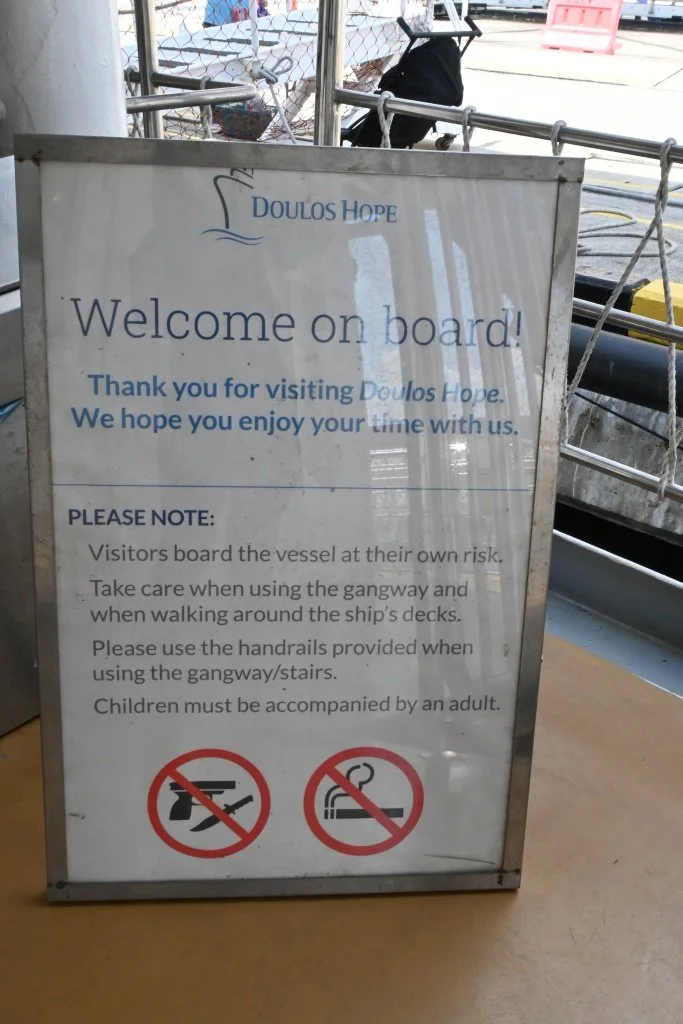 DOULOS HOPE
Welcome on board!
Thank you for visiting Doulos Hope.
We hope you enjoy your time with us.
PLEASE NOTE:
Visitors board the vessel at their own risk.
Take care when using the gangway and
when walking around the ship's decks.
Please use the handrails provided when
using the gangway/stairs.
Children must be accompanied by an adult.